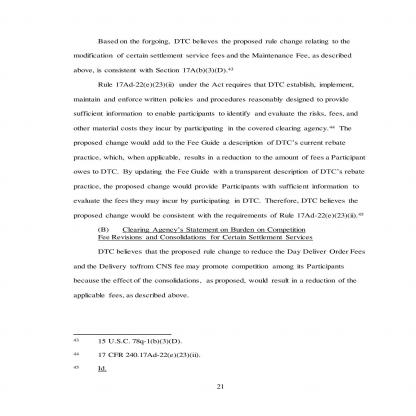 Based on the forgoing, DTC believes the proposed rule change relating to the
modification of certain settlement service fees and the Maintenance Fee, as described
above, is consistent with Section 17A(b)(3)(D).43
Rule 17Ad-22(e)(23)(ii) under the Act requires that DTC establish, implement,
maintain and enforce written policies and procedures reasonably designed to provide
sufficient information to enable participants to identify and evaluate the risks, fees, and
other material costs they incur by participating in the covered clearing agency.44 The
proposed change would add to the Fee Guide a description of DTC's current rebate
practice, which, when applicable, results in a reduction to the amount of fees a Participant
owes to DTC. By updating the Fee Guide with a transparent description of DTC's rebate
practice, the proposed change would provide Participants with sufficient information to
evaluate the fees they may incur by participating in DTC. Therefore, DTC believes the
proposed change would be consistent with the requirements of Rule 17Ad-22(e)(23)(ii).45
(B) Clearing Agency's Statement on Burden on Competition
Fee Revisions and Consolidations for Certain Settlement Services
DTC believes that the proposed rule change to reduce the Day Deliver Order Fees
and the Delivery to/from CNS fee may promote competition among its Participants
because the effect of the consolidations, as proposed, would result in a reduction of the
applicable fees, as described above.
43 15 U.S.C. 78q-1(b)(3)(D).
44 17 CFR 240.17Ad-22(e)(23)(ii).
45 Id.
21